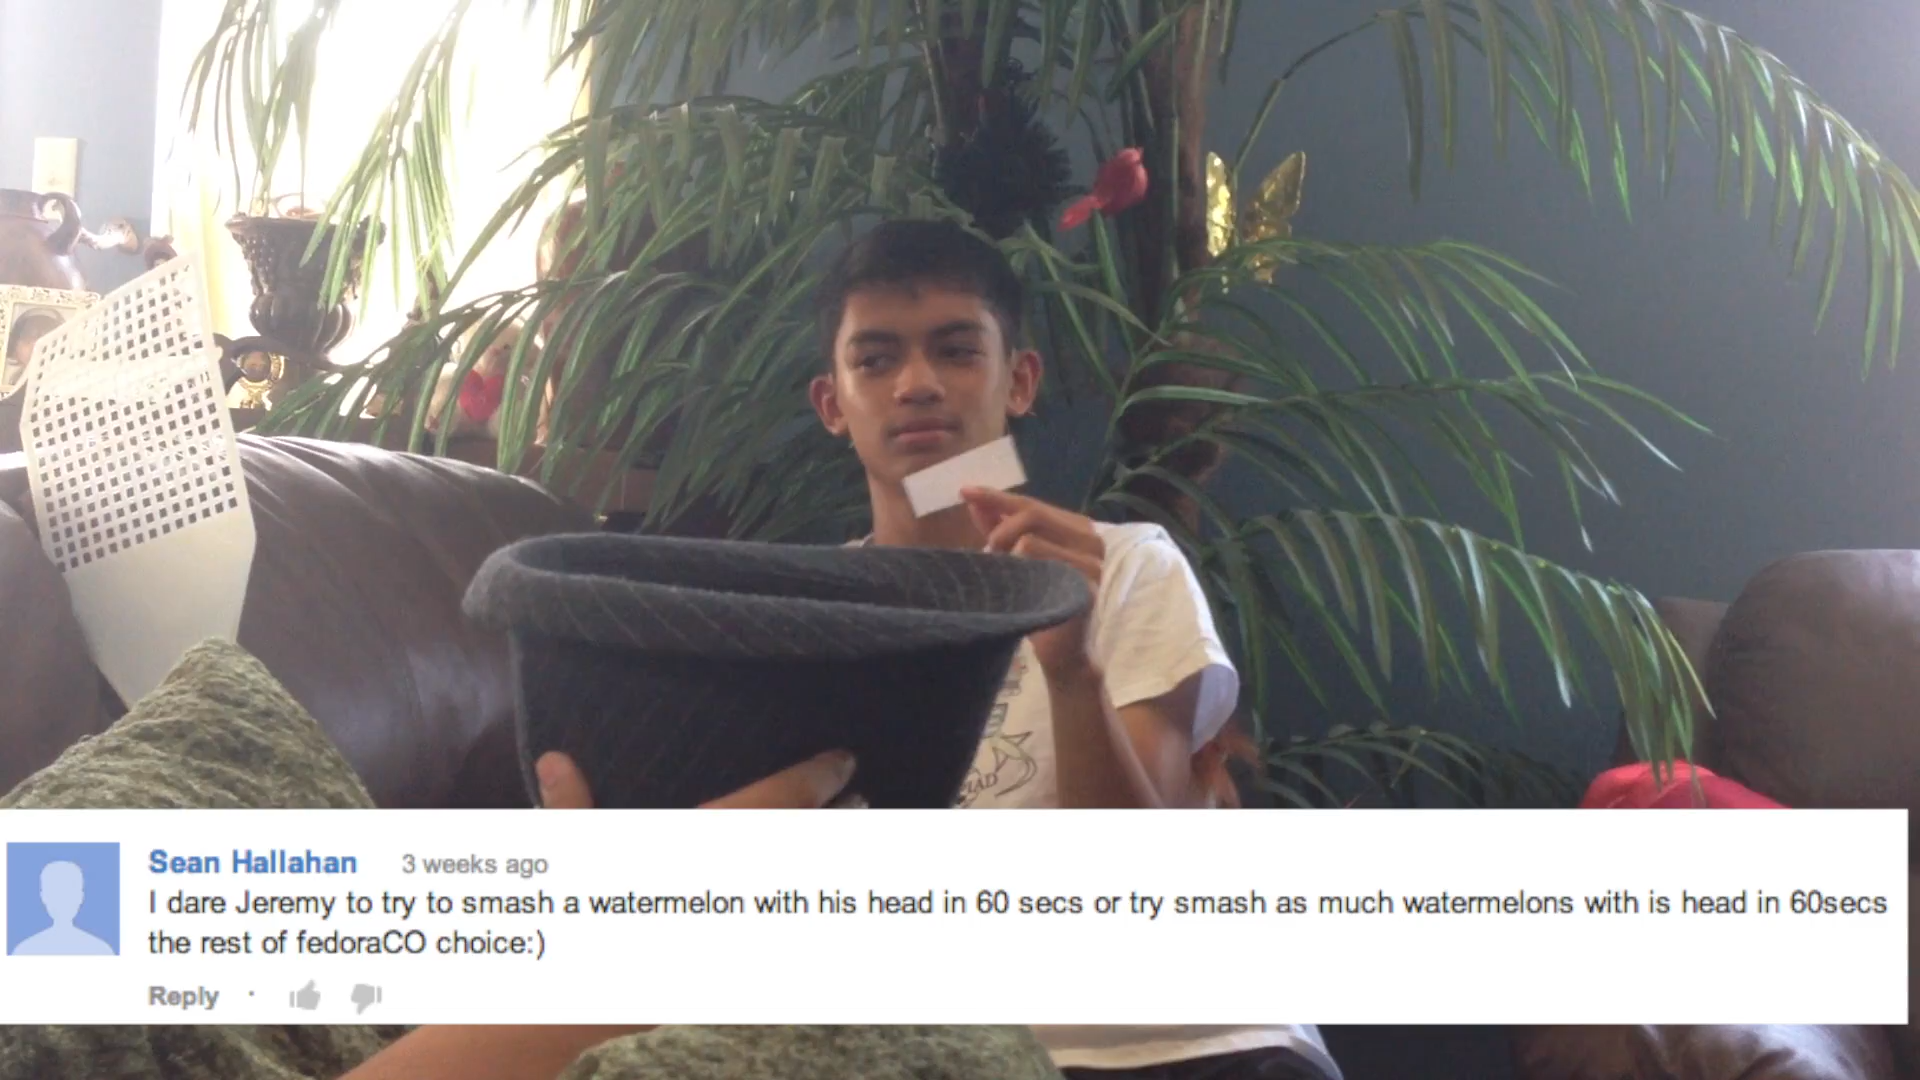 Sean Hallahan 3 weeks ago
I dare Jeremy to try to smash a watermelon with his head in 60 secs or try smash as much watermelons with is head in 60secs
the rest of fedoraCO choice:)
Reply ·